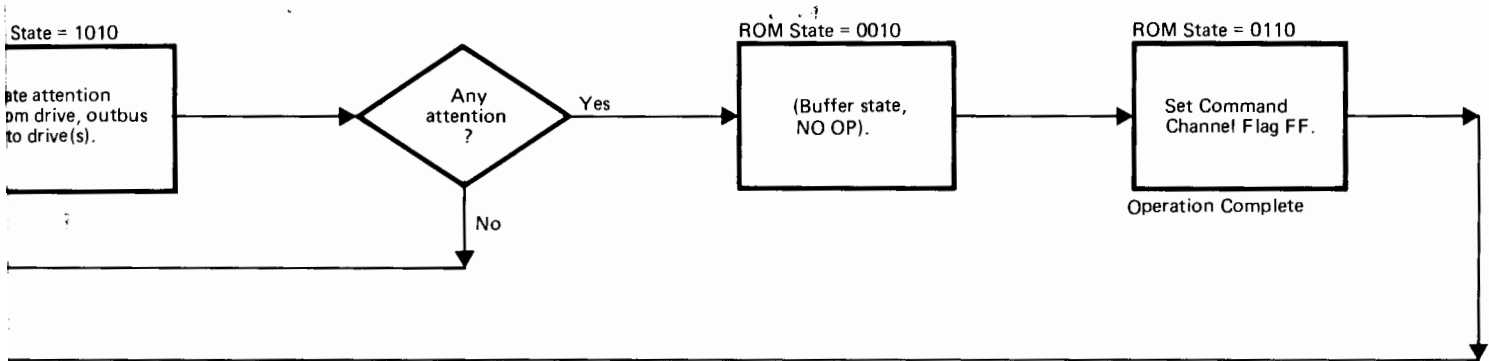 State = 1010
attention
drive, outbus
to drive(s).
Any
attention
?
Yes
No
ROM State = 0010
(Buffer state,
NO OP).
ROM State = 0110
Set Command
Channel Flag FF.
Operation Complete